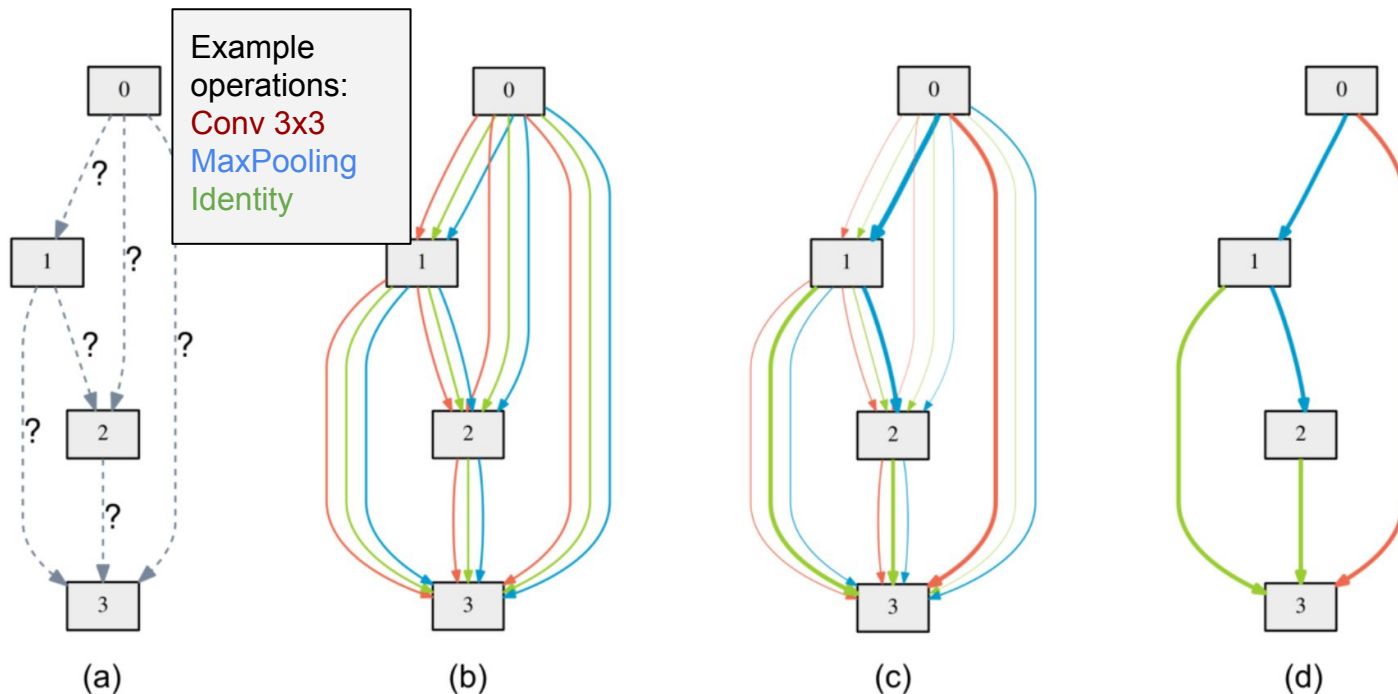 Example
operations:
Conv 3x3
MaxPooling
Identity
0
?
?
1
?
?
?
2
?
3
(a)
0
1
2
3
(b)
0
1
2
3
(c)
0
1
2
3
(d)